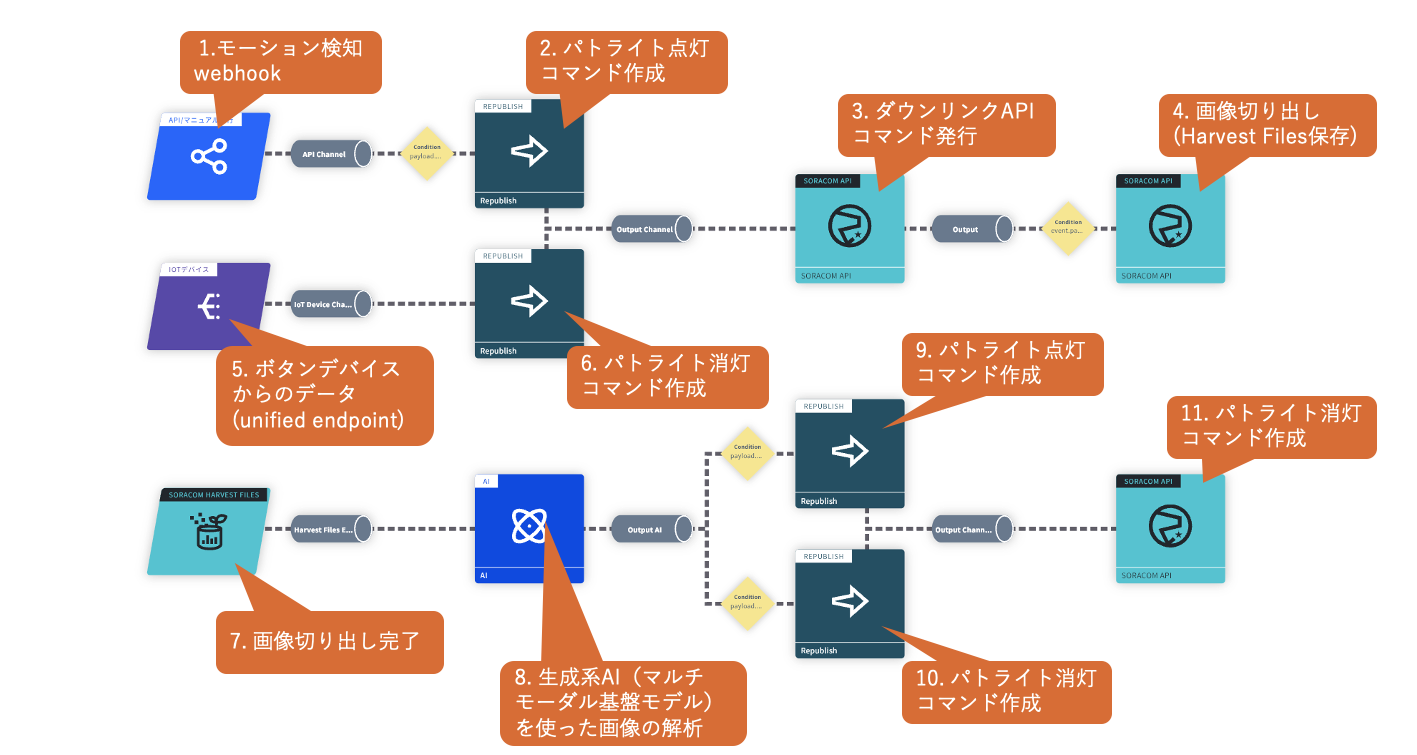 1.モーション検知
webhook
2. パトライト点灯
コマンド作成
3. ダウンリンクAPI
コマンド発行
4. 画像切り出し
(Harvest Files保存)
API/マニュアル
API Channel
Condition
payload....
REPUBLISH
Republish
Output Channel
SORACOM API
SORACOM API
Output
Condition
event.pa...
SORACOM API
SORACOM API
IOTデバイス
IoT Device Cha...
REPUBLISH
Republish
5. ボタンデバイス
からのデータ
(unified endpoint)
6. パトライト消灯
コマンド作成
9. パトライト点灯
コマンド作成
11. パトライト消灯
コマンド作成
SORACOM HARVEST FILES
Harvest Files E...
AI
AI
Output AI
Condition
payload....
Condition
payload....
REPUBLISH
Republish
REPUBLISH
Republish
Output Chann...
SORACOM API
SORACOM API
7. 画像切り出し完了
8. 生成系AI（マルチ
モーダル基盤モデル）
を使った画像の解析
10. パトライト消灯
コマンド作成